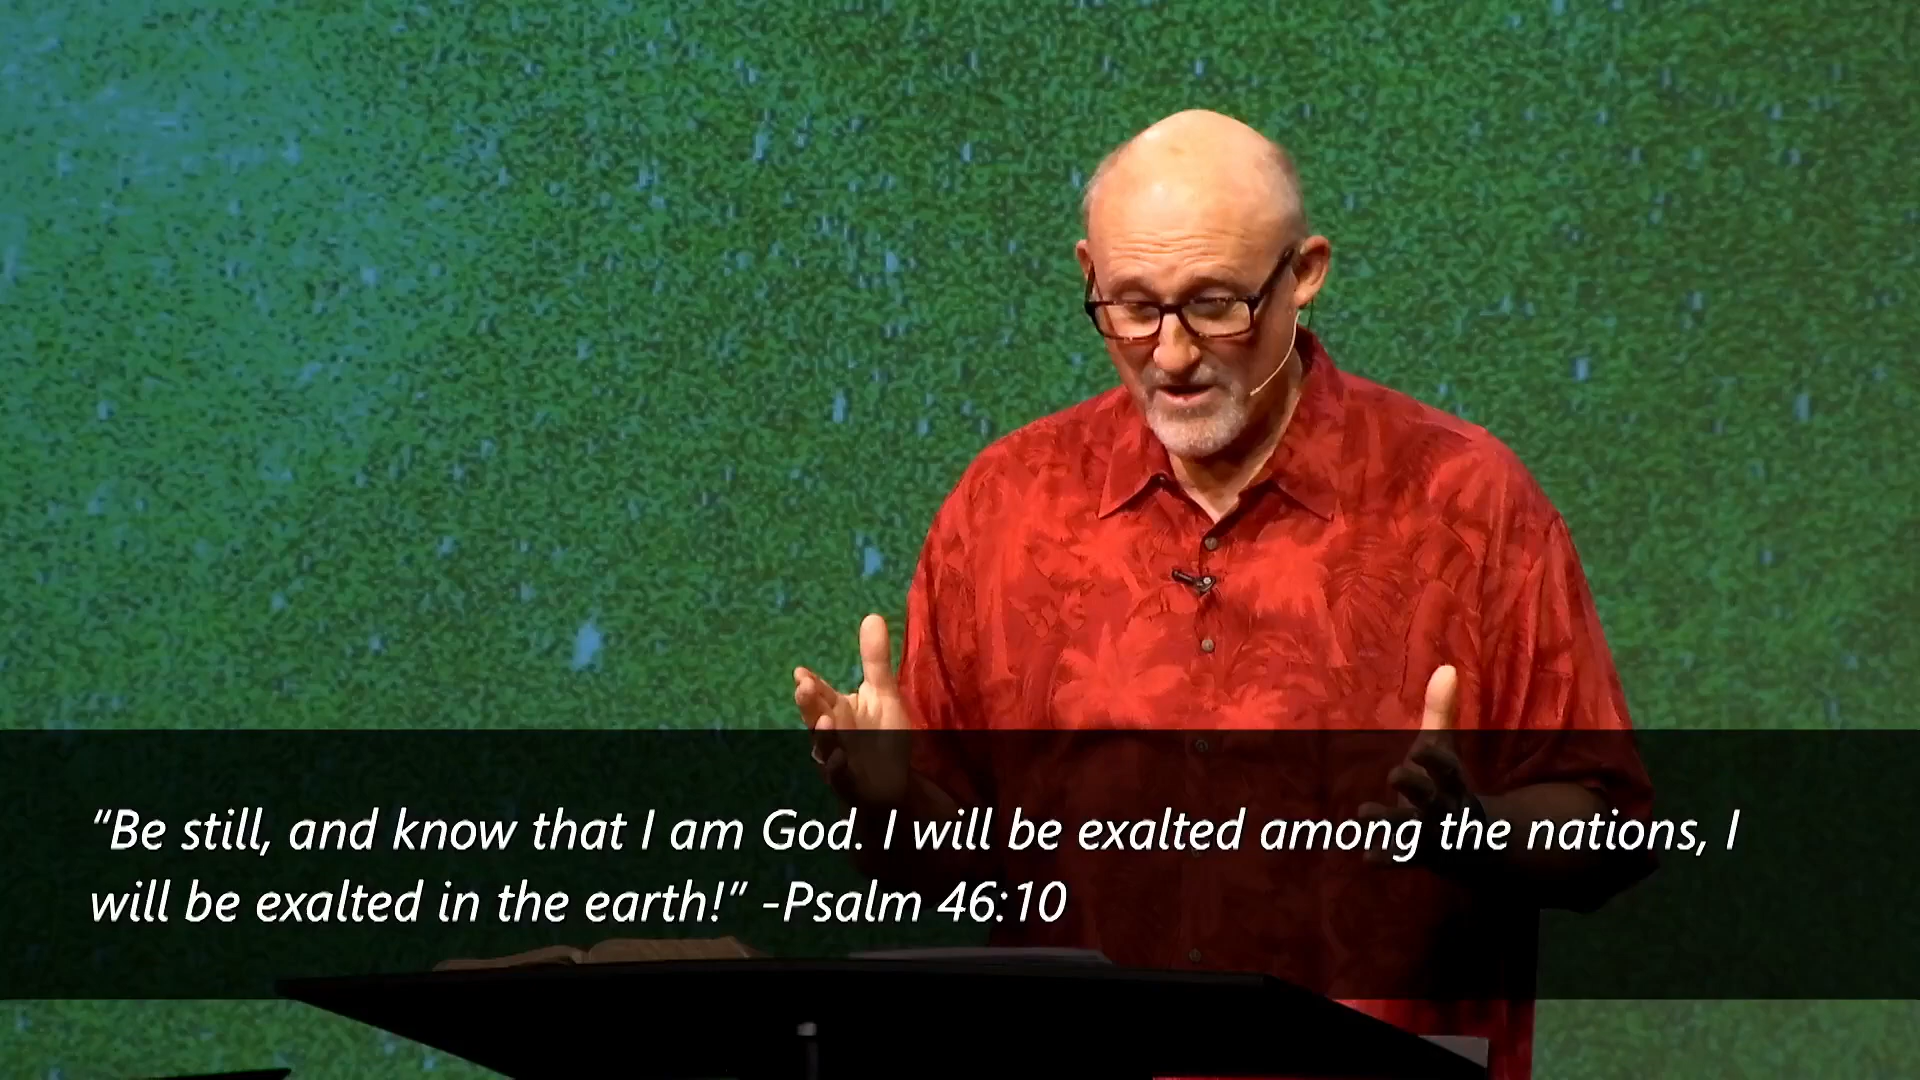 “Be still, and know that I am God. I will be exalted among the nations, I
will be exalted in the earth!” -Psalm 46:10